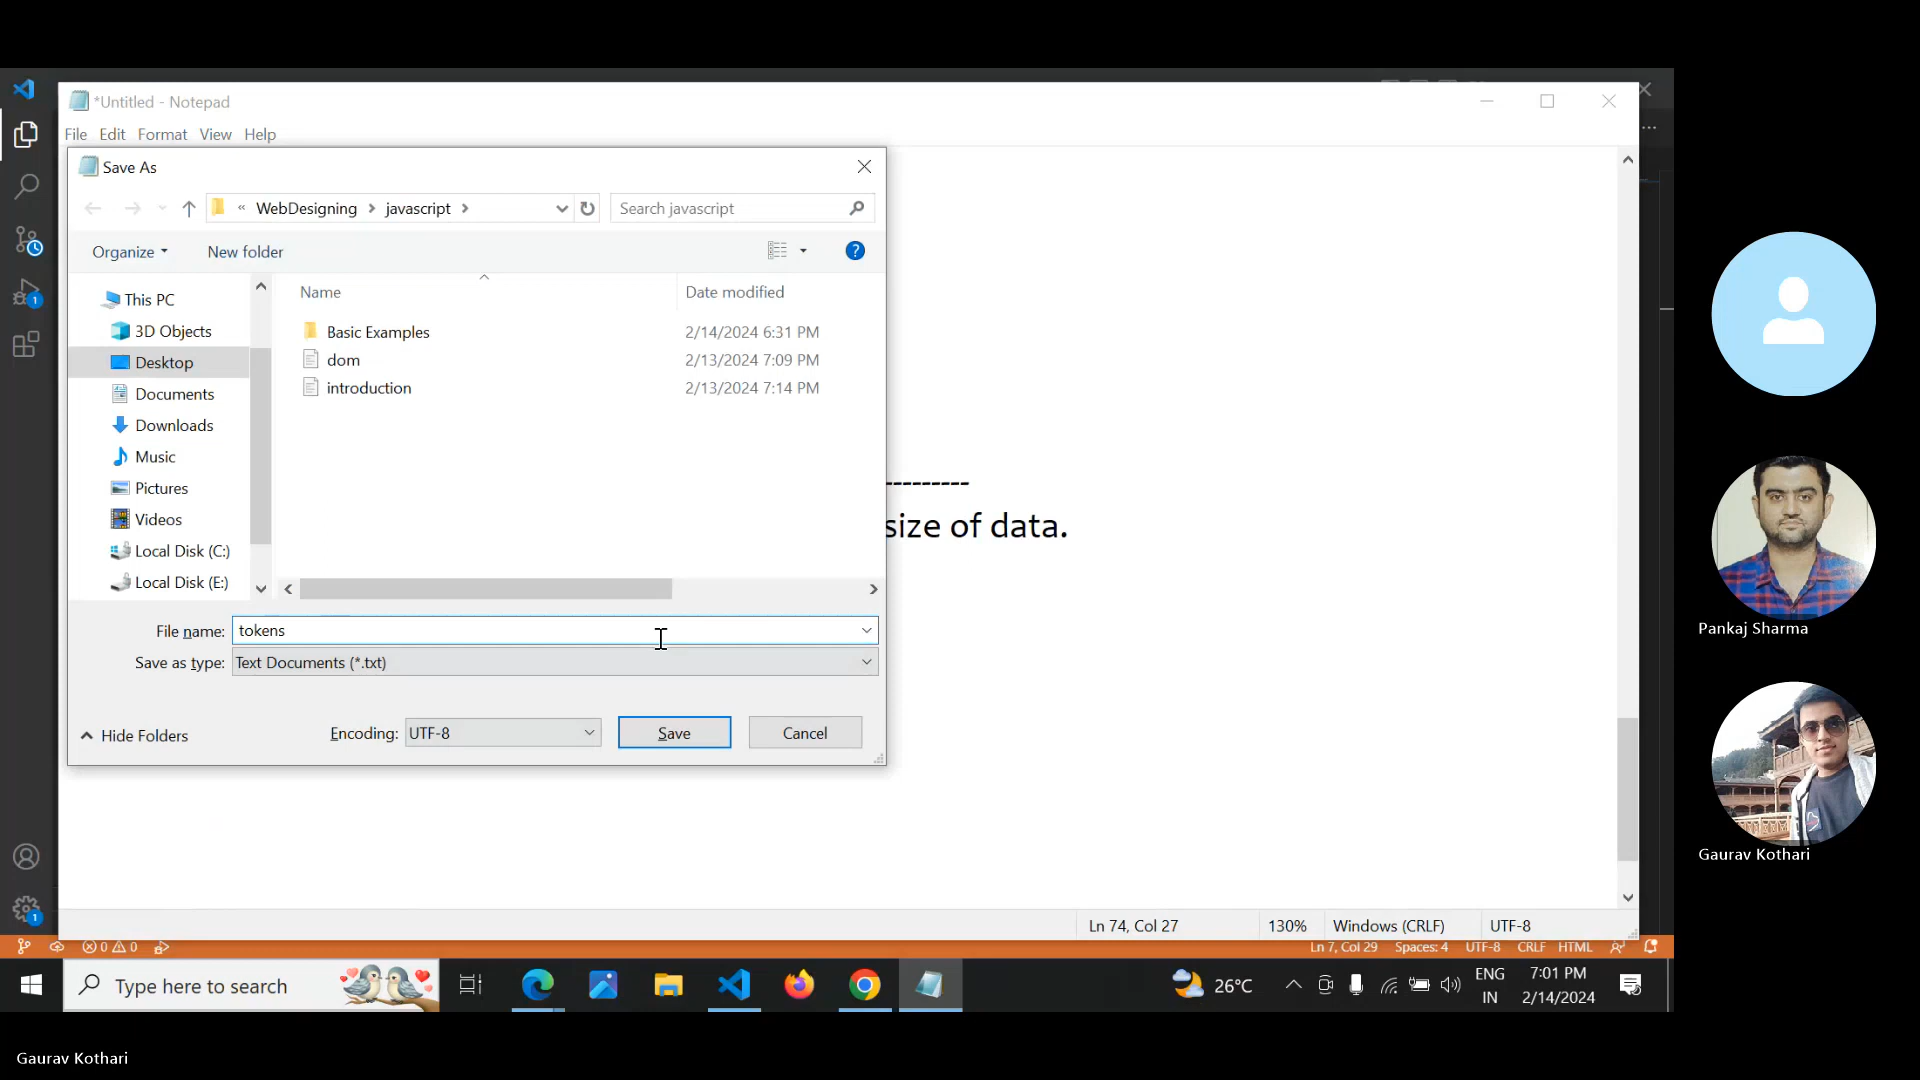 *Untitled - Notepad
File Edit Format View Help
Save As
« WebDesigning › javascript ›
Search javascript
Organize
New folder
Name
Date modified
This PC
3D Objects
Desktop
Documents
Downloads
Music
Pictures
Videos
Local Disk (C:)
Local Disk (E:)
Basic Examples 2/14/2024 6:31 PM
dom 2/13/2024 7:09 PM
introduction 2/13/2024 7:14 PM
---------
size of data.
File name: tokens
Save as type: Text Documents (*.txt)
Hide Folders
Encoding: UTF-8
Save
Cancel
Ln 74, Col 27
130%
Windows (CRLF)
UTF-8
0 0
Ln 7, Col 29 Spaces: 4 UTF-8 CRLF HTML
1
1
Type here to search
26°C
ENG
IN
7:01 PM
2/14/2024
Pankaj Sharma
Gaurav Kothari
Gaurav Kothari